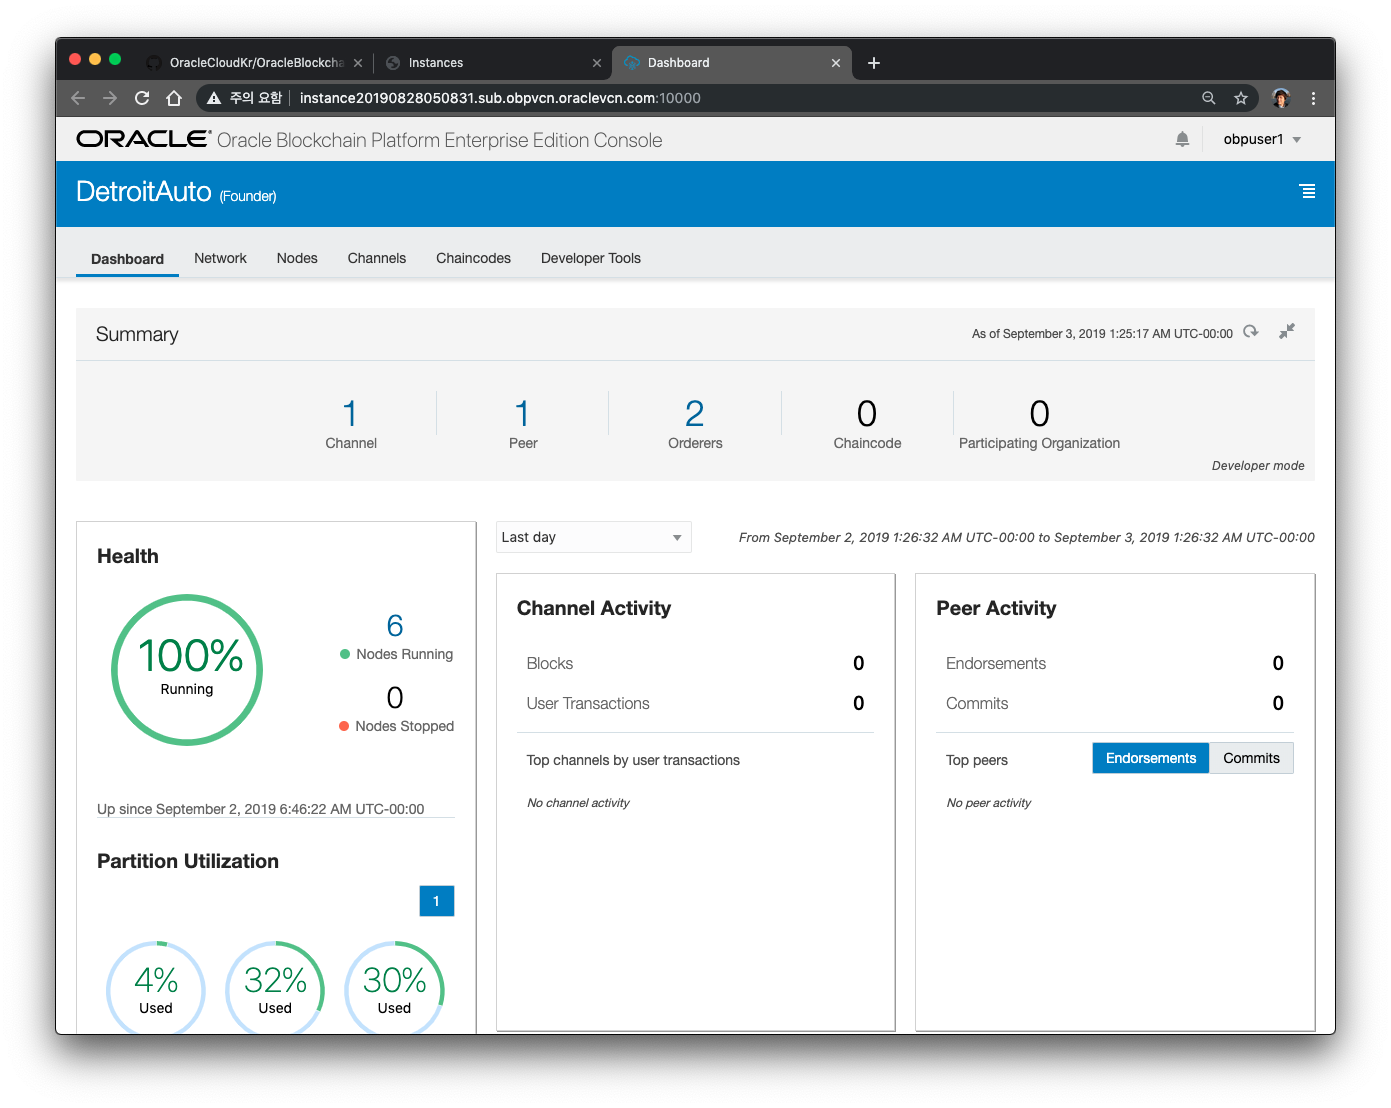 OracleCloudKr/OracleBlockcha
Instances
Dashboard
주의 요함 instance20190828050831.sub.obpvcn.oraclevcn.com:10000
ORACLE® Oracle Blockchain Platform Enterprise Edition Console
obpuser1
DetroitAuto (Founder)
Dashboard Network Nodes Channels Chaincodes Developer Tools
Summary
As of September 3, 2019 1:25:17 AM UTC-00:00
1 1 2 0 0
Channel Peer Orderers Chaincode Participating Organization
Developer mode
Health
100%
Running
6
Nodes Running
0
Nodes Stopped
Up since September 2, 2019 6:46:22 AM UTC-00:00
Partition Utilization
1
4% 32% 30%
Used Used Used
Last day
From September 2, 2019 1:26:32 AM UTC-00:00 to September 3, 2019 1:26:32 AM UTC-00:00
Channel Activity
Blocks 0
User Transactions 0
Top channels by user transactions
No channel activity
Peer Activity
Endorsements 0
Commits 0
Top peers Endorsements Commits
No peer activity